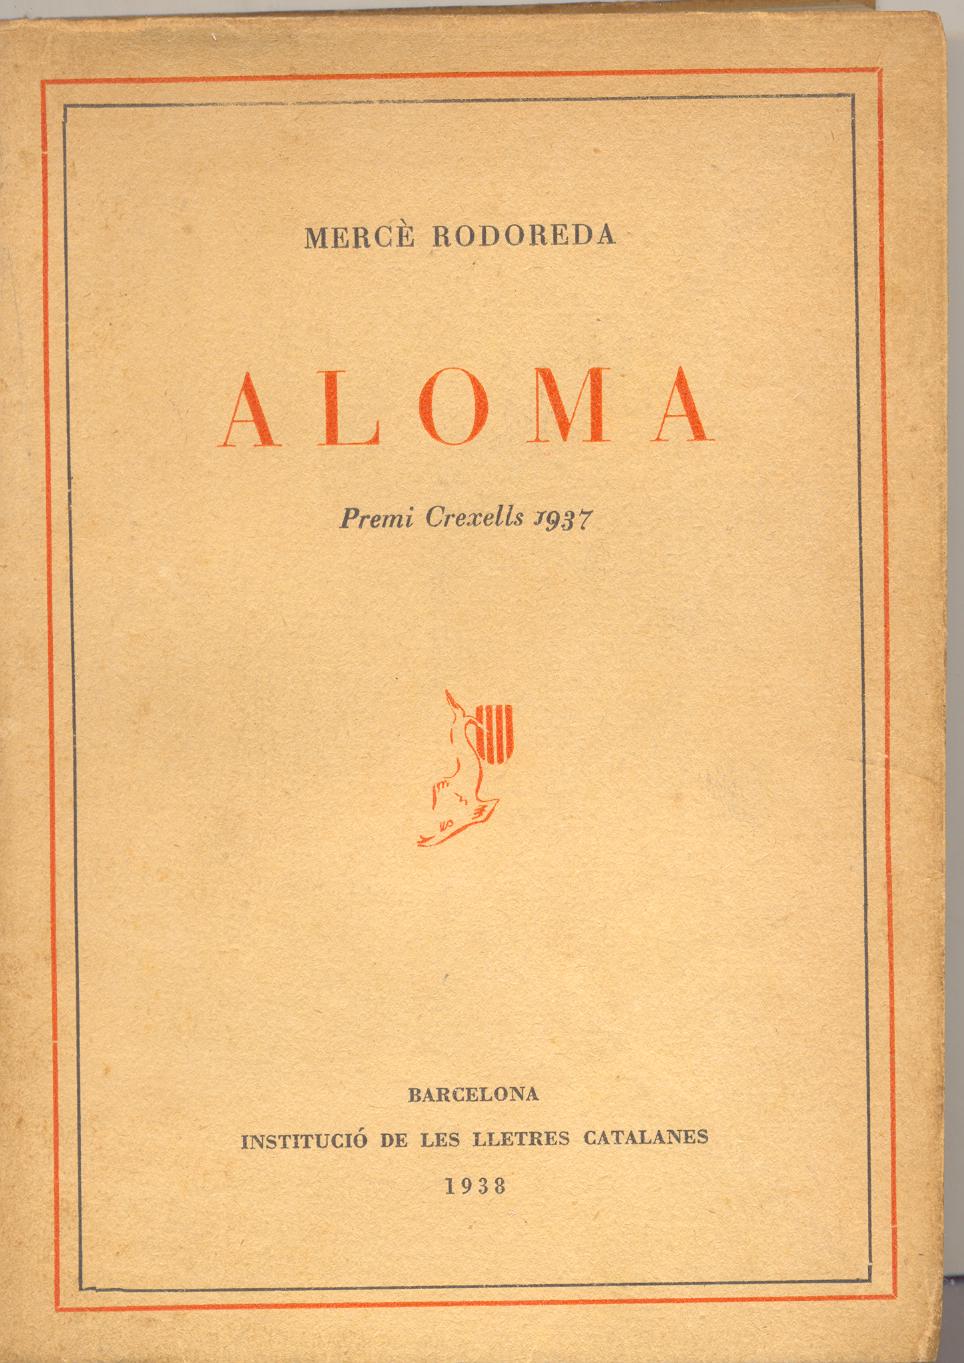 MERCÈ RODOREDA
ALOMA
Premi Crexells 1937
BARCELONA
INSTITUCIÓ DE LES LLETRES CATALANES
1938